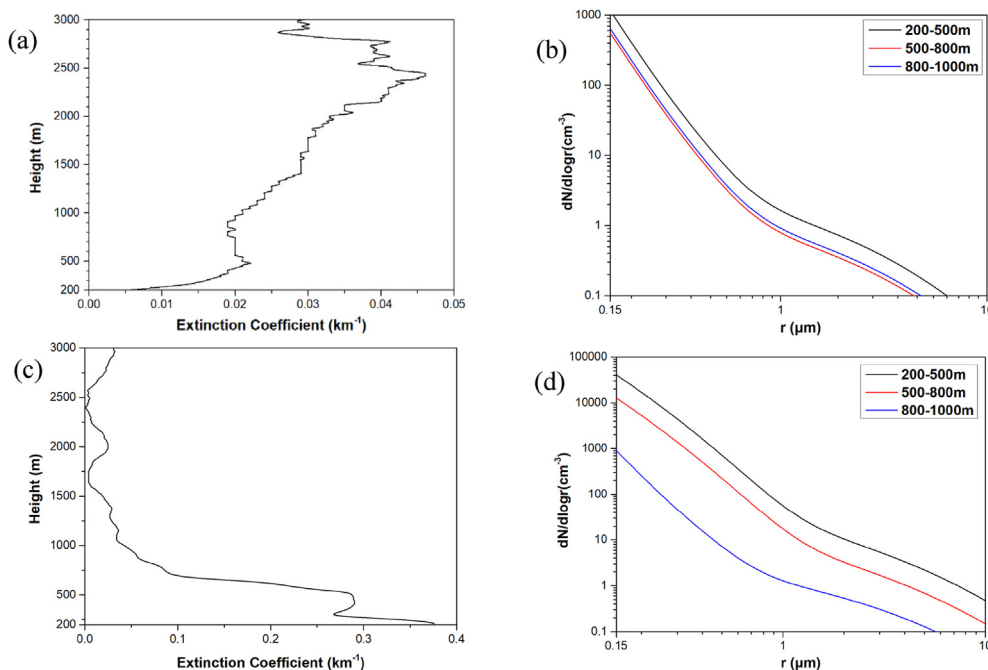 (a)
3000
2500
2000
1500
1000
500
200
Height (m)
0.00 0.01 0.02 0.03 0.04 0.05
Extinction Coefficient (km-1)
(b)
1000
100
10
1
0.1
dN/dlogr(cm-3)
200-500m
500-800m
800-1000m
0.15 1 10
r (μm)
(c)
3000
2500
2000
1500
1000
500
200
Height (m)
0.0 0.1 0.2 0.3 0.4
Extinction Coefficient (km-1)
(d)
100000
10000
1000
100
10
1
0.1
dN/dlogr(cm-3)
200-500m
500-800m
800-1000m
0.15 1 10
r (μm)